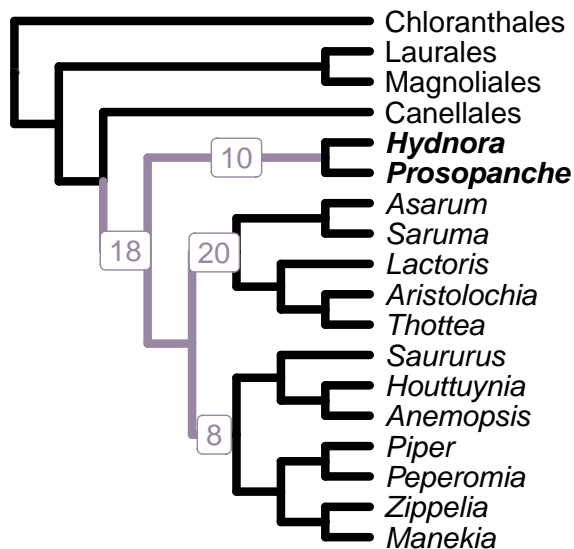 Chloranthales
Laurales
Magnoliales
Canellales
Hydnora
10
Prosopanche
Asarum
Saruma
18
20
Lactoris
Aristolochia
Thottea
Saururus
Houttuynia
Anemopsis
8
Piper
Peperomia
Zippelia
Manekia